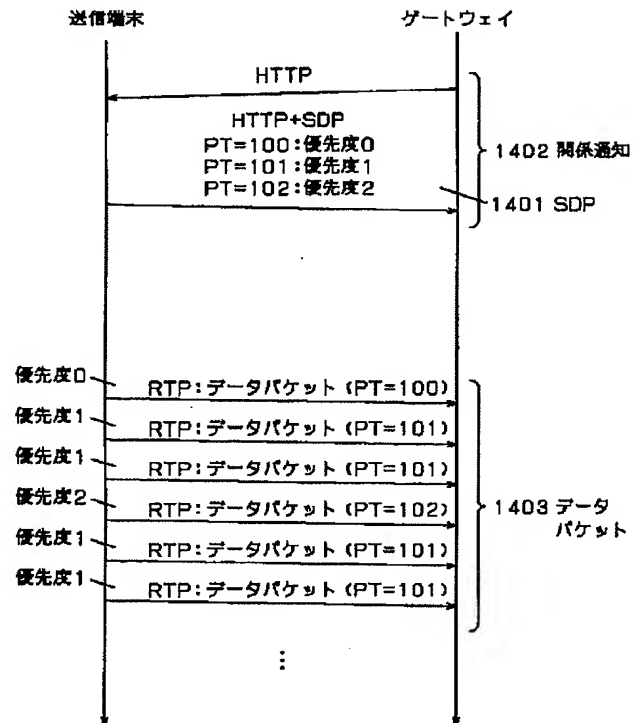 送信端末
ゲートウェイ
HTTP
HTTP+SDP
PT=100:優先度0
PT=101:優先度1
PT=102:優先度2
1402 関係通知
1401 SDP
優先度0
RTP:データパケット (PT=100)
優先度1
RTP:データパケット (PT=101)
優先度1
RTP:データパケット (PT=101)
優先度2
RTP:データパケット (PT=102)
1403 データ
パケット
優先度1
RTP:データパケット (PT=101)
優先度1
RTP:データパケット (PT=101)
⋮